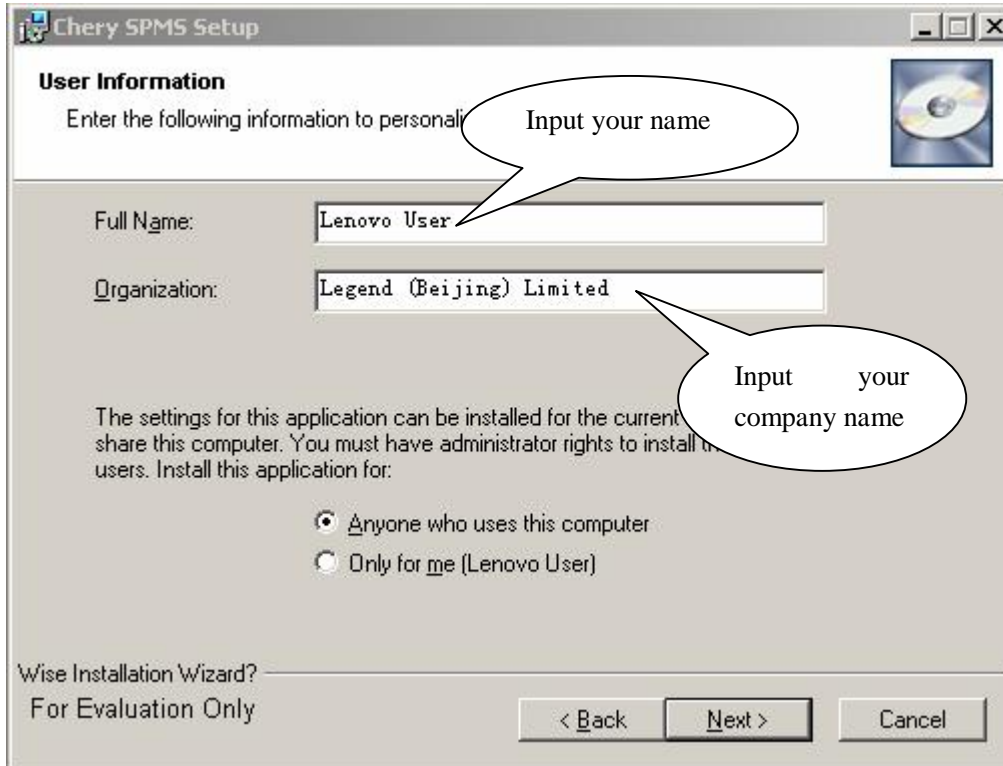 Chery SPMS Setup
User Information
Enter the following information to personali
Input your name
Full Name:
Lenovo User
Organization:
Legend (Beijing) Limited
Input your
company name
The settings for this application can be installed for the current
share this computer. You must have administrator rights to install
users. Install this application for:
Anyone who uses this computer
Only for me (Lenovo User)
Wise Installation Wizard?
For Evaluation Only
< Back
Next >
Cancel